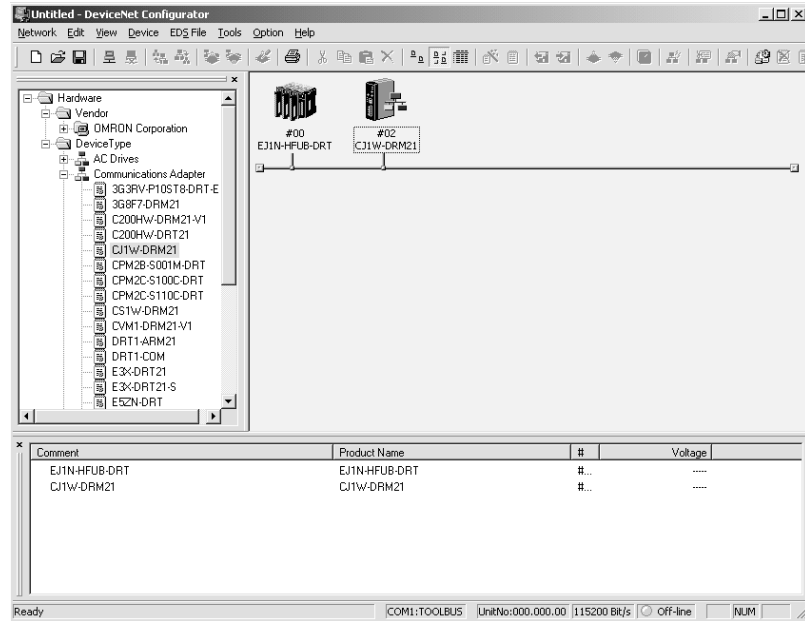 Untitled - DeviceNet Configurator
Network Edit View Device EDS File Tools Option Help
Hardware
Vendor
OMRON Corporation
DeviceType
AC Drives
Communications Adapter
3G3RV-P10ST8-DRT-E
3G8F7-DRM21
C200HW-DRM21-V1
C200HW-DRT21
CJ1W-DRM21
CPM2B-S001M-DRT
CPM2C-S100C-DRT
CPM2C-S110C-DRT
CS1W-DRM21
CVM1-DRM21-V1
DRT1-ARM21
DRT1-COM
E3X-DRT21
E3X-DRT21-S
E5ZN-DRT
#00
EJ1N-HFUB-DRT
#02
CJ1W-DRM21
Comment Product Name # Voltage
EJ1N-HFUB-DRT EJ1N-HFUB-DRT #... -----
CJ1W-DRM21 CJ1W-DRM21 #... -----
Ready COM1:TOOLBUS UnitNo:000.000.00 115200 Bit/s Off-line NUM